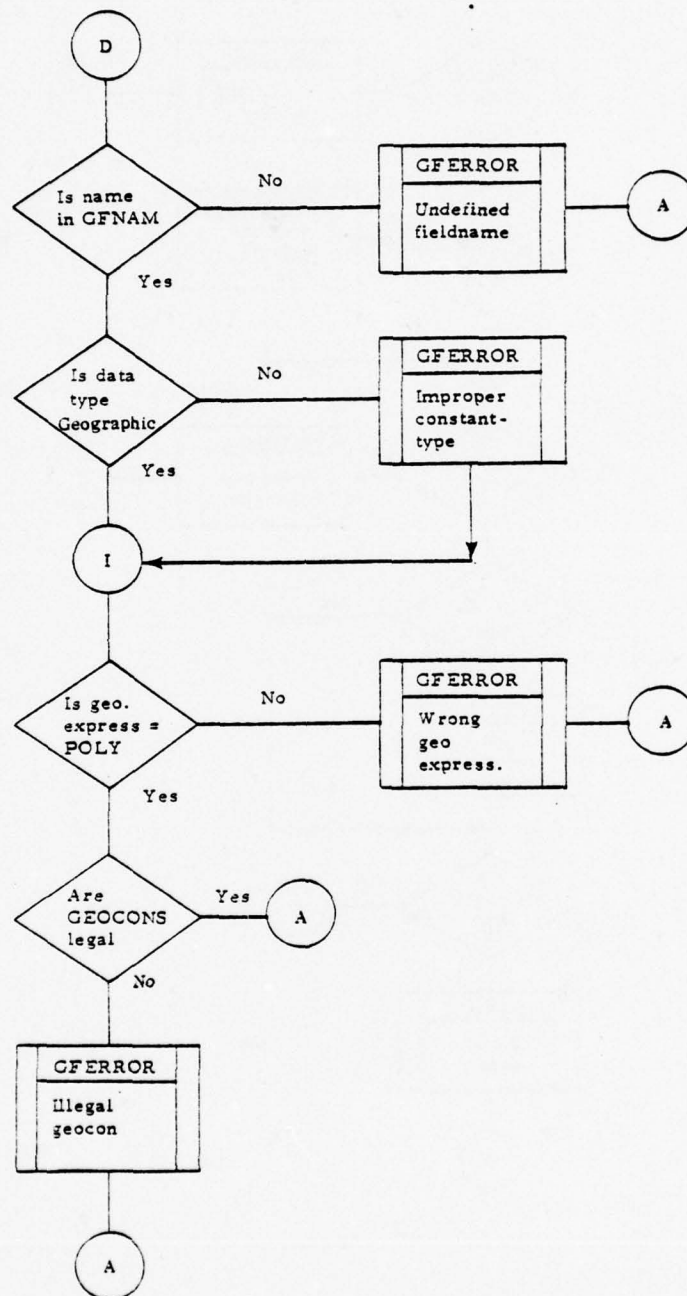 D
Is name
in GFNAM
No
GFERROR
Undefined
fieldname
A
Yes
Is data
type
Geographic
No
GFERROR
Improper
constant-
type
Yes
I
Is geo.
express =
POLY
No
GFERROR
Wrong
geo
express.
A
Yes
Are
GEOCONS
legal
Yes
A
No
GFERROR
Illegal
geocon
A